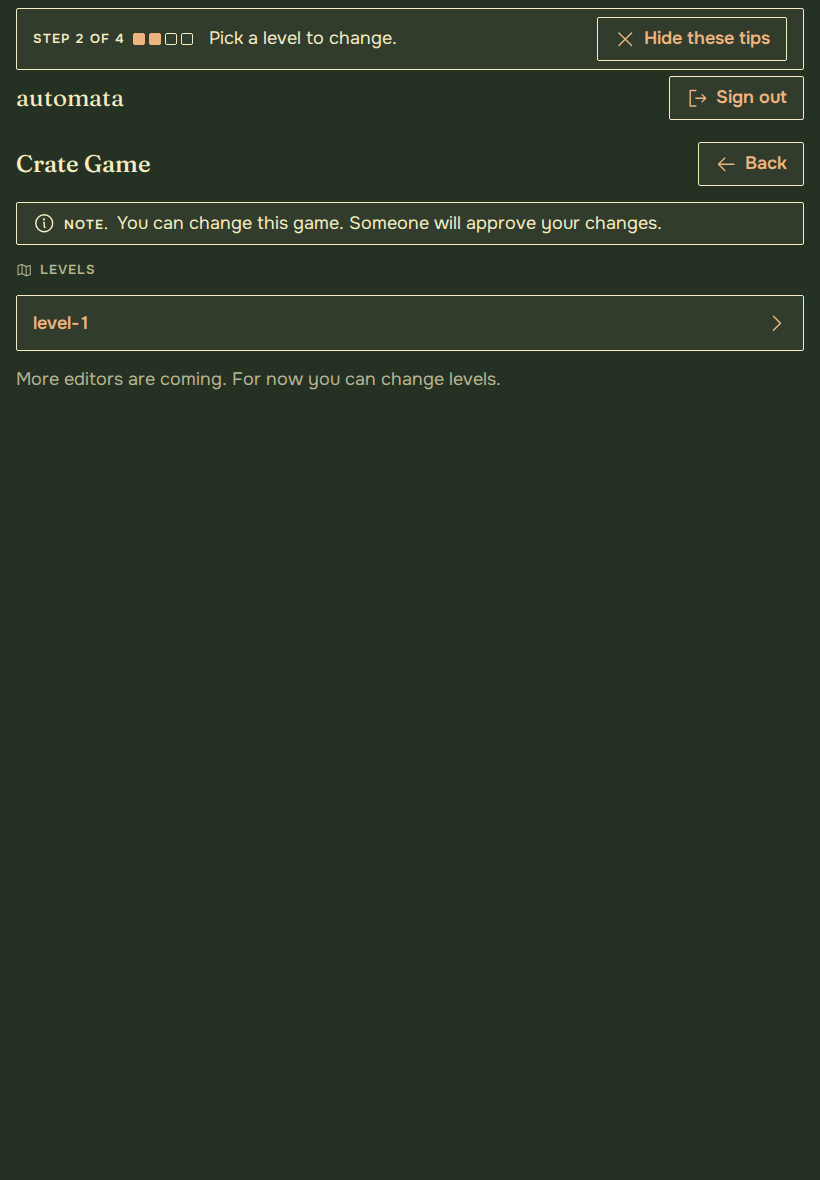 STEP 2 OF 4 Pick a level to change. Hide these tips
automata Sign out
Crate Game Back
NOTE. You can change this game. Someone will approve your changes.
LEVELS
level-1
More editors are coming. For now you can change levels.